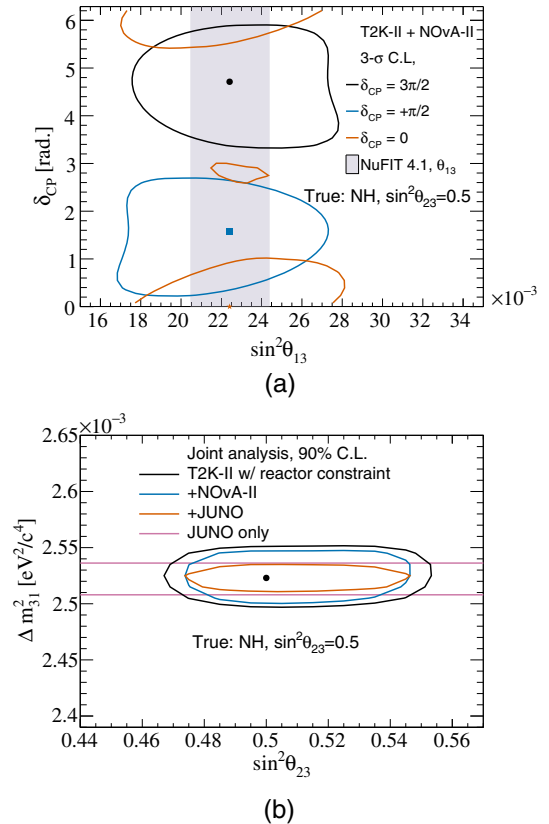 T2K-II + NOvA-II
3-σ C.L,
δCP = 3π/2
δCP = +π/2
δCP = 0
NuFIT 4.1, θ13
True: NH, sin²θ23=0.5
δCP [rad.]
6
5
4
3
2
1
0
16 18 20 22 24 26 28 30 32 34
×10⁻³
sin²θ13
(a)
×10⁻³
2.65
2.6
2.55
2.5
2.45
2.4
Δ m²31 [eV²/c⁴]
Joint analysis, 90% C.L.
T2K-II w/ reactor constraint
+NOvA-II
+JUNO
JUNO only
True: NH, sin²θ23=0.5
0.44 0.46 0.48 0.5 0.52 0.54 0.56
sin²θ23
(b)